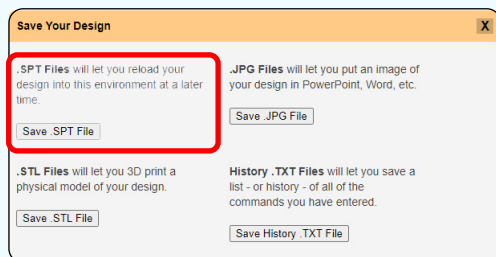 Save Your Design
X
.SPT Files will let you reload your
design into this environment at a later
time.
Save .SPT File
.JPG Files will let you put an image of
your design in PowerPoint, Word, etc.
Save .JPG File
.STL Files will let you 3D print a
physical model of your design.
Save .STL File
History .TXT Files will let you save a
list - or history - of all of the
commands you have entered.
Save History .TXT File